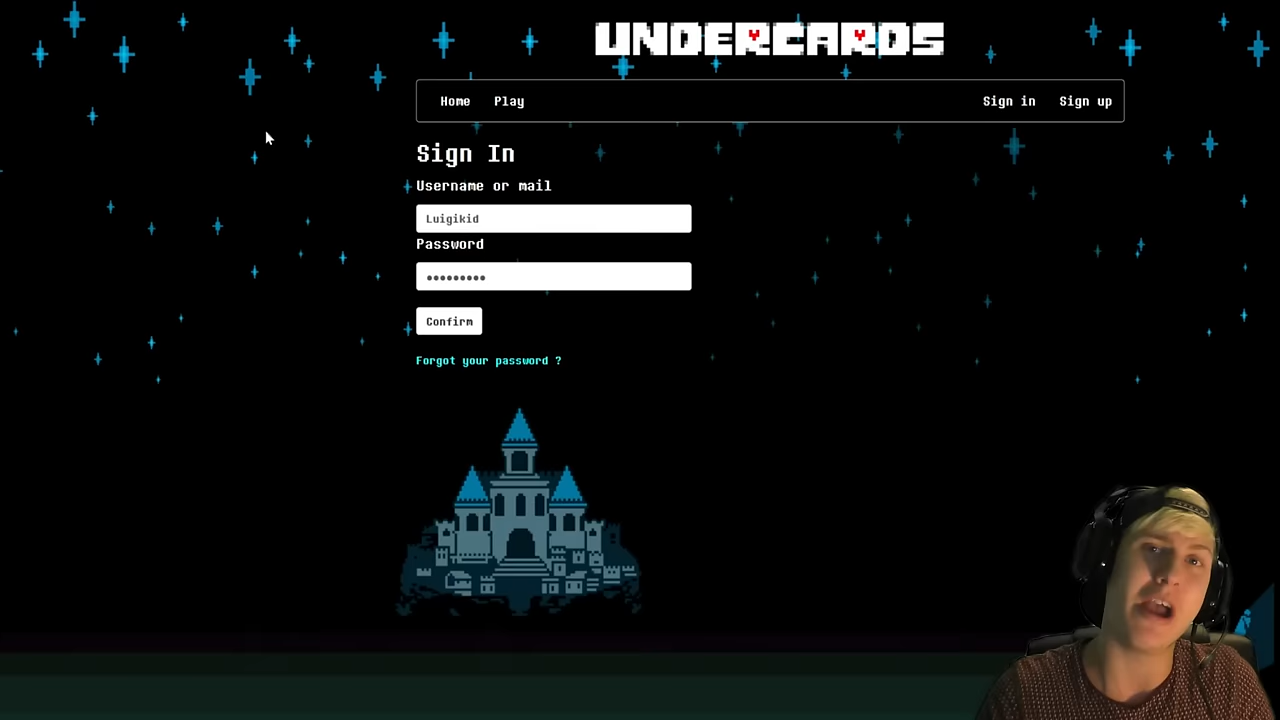 UNDERCARDS
Home Play Sign in Sign up
Sign In
Username or mail
Luigikid
Password
•••••••••
Confirm
Forgot your password ?